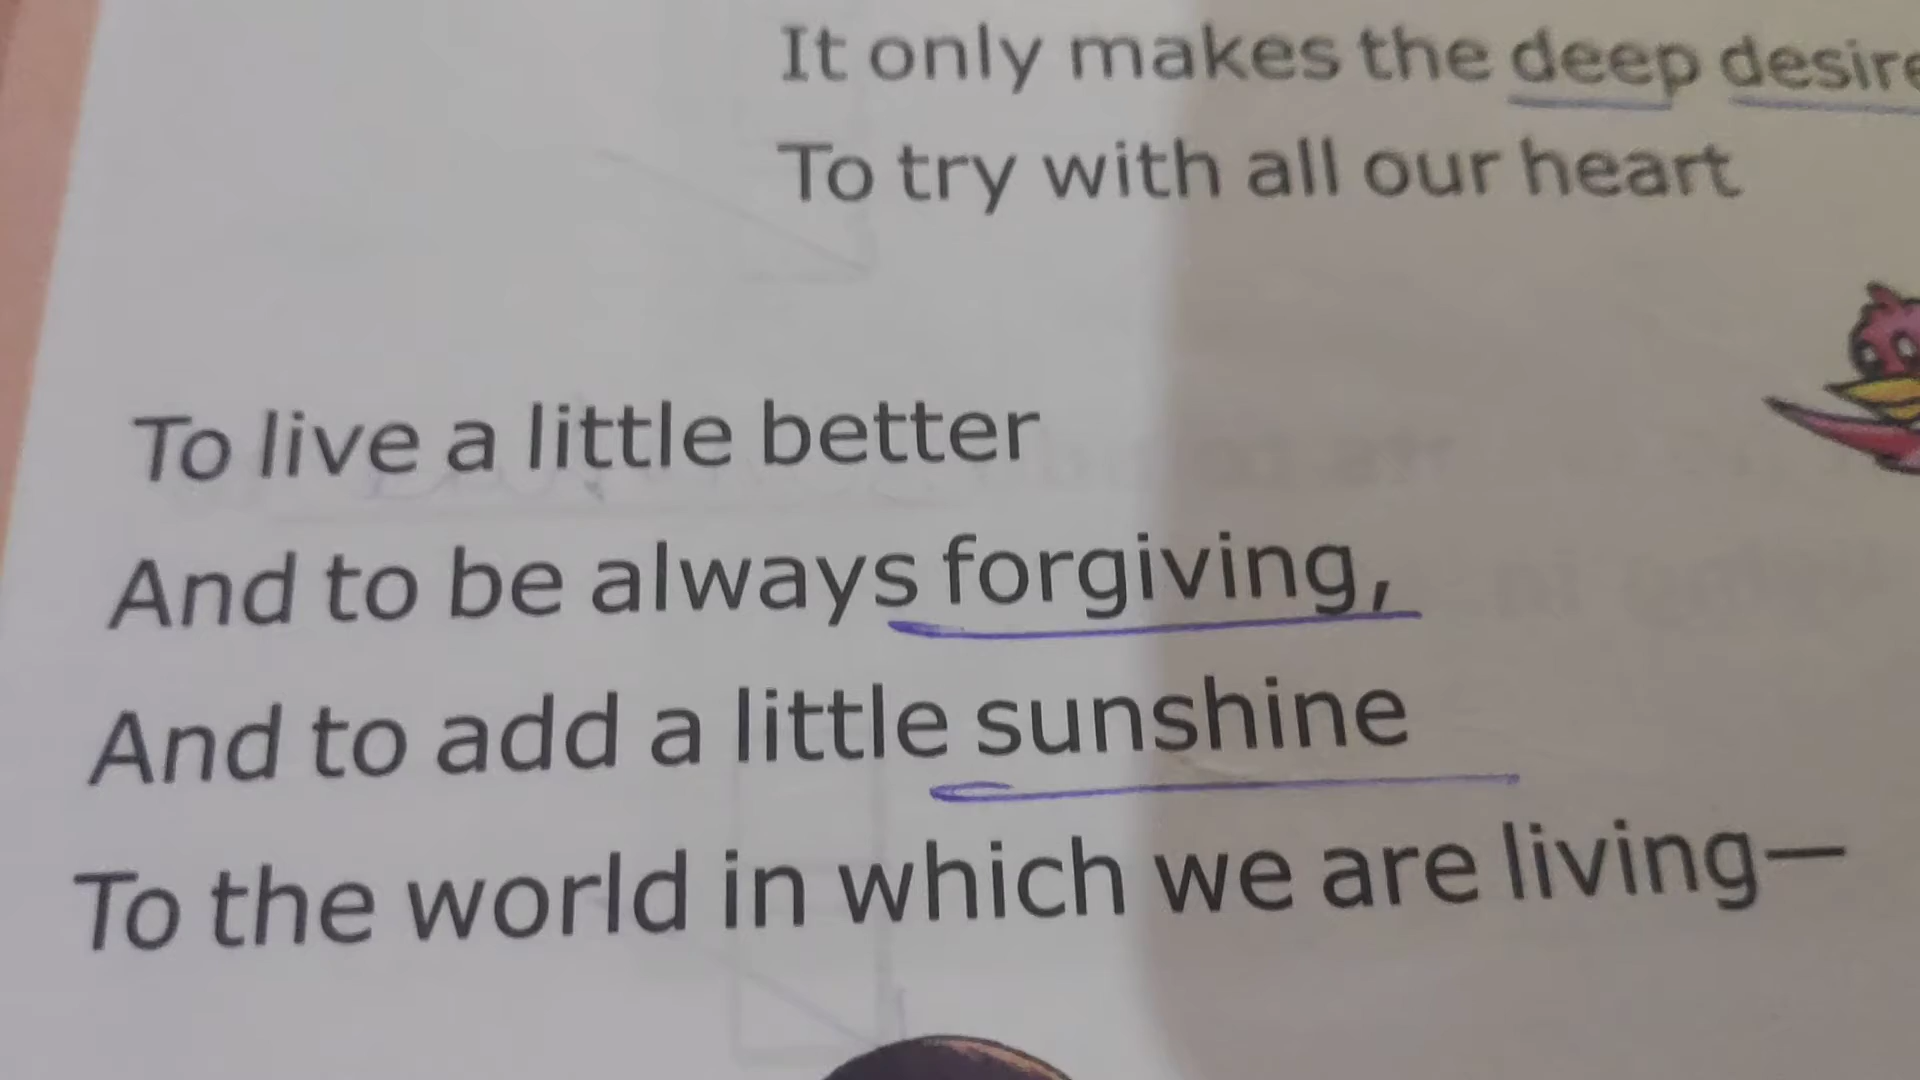 It only makes the deep desire
To try with all our heart
To live a little better
And to be always forgiving,
And to add a little sunshine
To the world in which we are living—